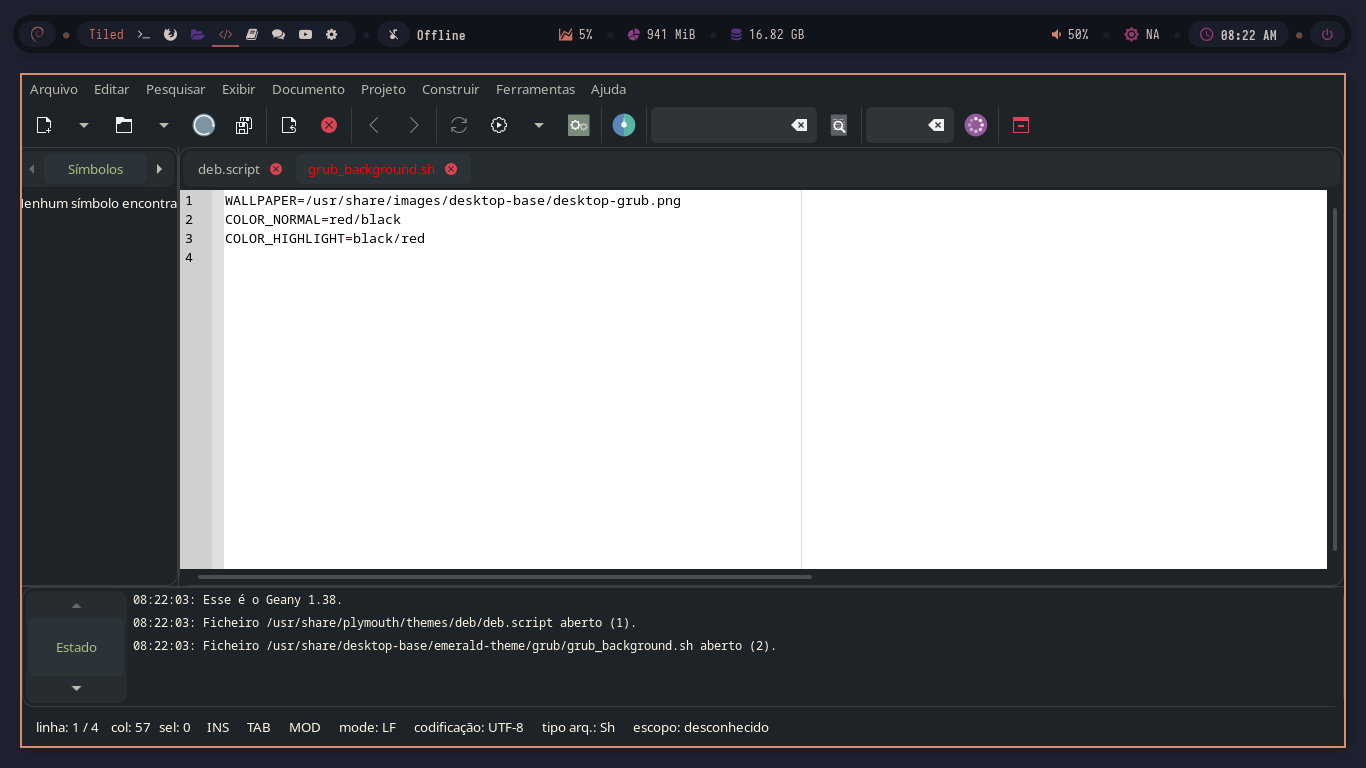 Tiled Offline 5% 941 MiB 16.82 GB 50% NA 08:22 AM
Arquivo Editar Pesquisar Exibir Documento Projeto Construir Ferramentas Ajuda
Símbolos deb.script grub_background.sh
símbolo
1 WALLPAPER=/usr/share/images/desktop-base/desktop-grub.png
2 COLOR_NORMAL=red/black
3 COLOR_HIGHLIGHT=black/red
4
08:22:03: Esse é o Geany 1.38.
08:22:03: Ficheiro /usr/share/plymouth/themes/deb/deb.script aberto (1).
08:22:03: Ficheiro /usr/share/desktop-base/emerald-theme/grub/grub_background.sh aberto (2).
Estado
linha: 1 / 4 col: 57 sel: 0 INS TAB MOD mode: LF codificação: UTF-8 tipo arq.: Sh escopo: desconhecido